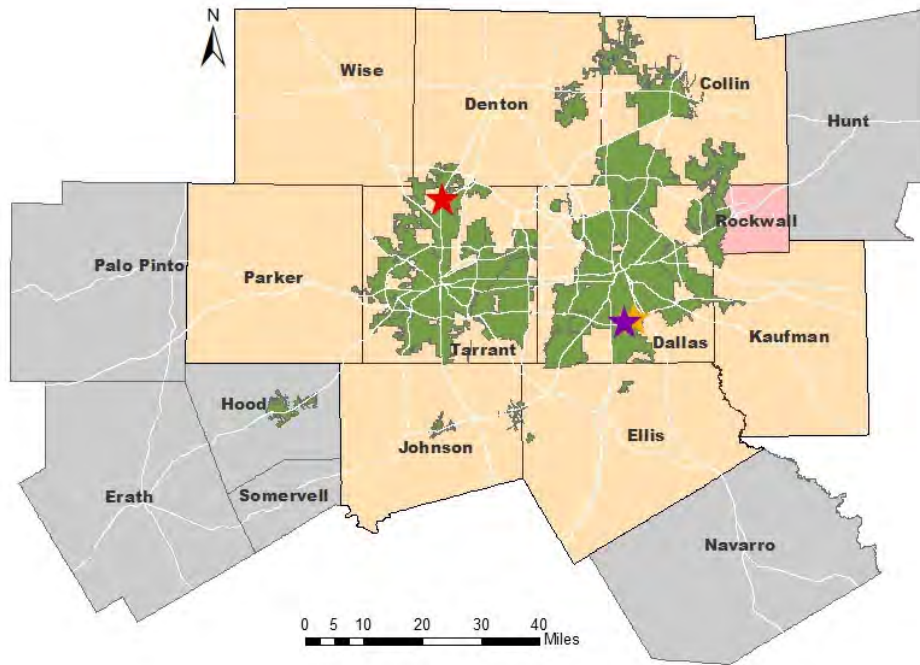 N
Wise
Denton
Collin
Hunt
Rockwall
Palo Pinto
Parker
Tarrant
Dallas
Kaufman
Hood
Johnson
Ellis
Erath
Somervell
Navarro
0 5 10 20 30 40
Miles